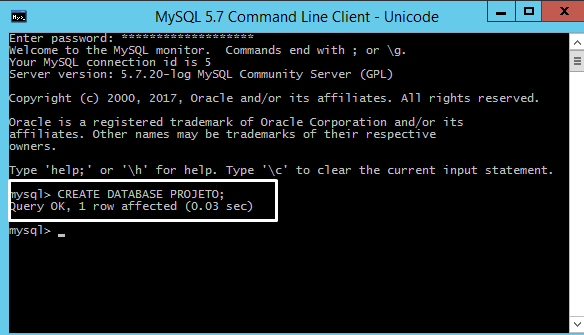 MySQL 5.7 Command Line Client - Unicode
Enter password: *******************
Welcome to the MySQL monitor.  Commands end with ; or \g.
Your MySQL connection id is 5
Server version: 5.7.20-log MySQL Community Server (GPL)
Copyright (c) 2000, 2017, Oracle and/or its affiliates. All rights reserved.
Oracle is a registered trademark of Oracle Corporation and/or its
affiliates. Other names may be trademarks of their respective
owners.
Type 'help;' or '\h' for help. Type '\c' to clear the current input statement.
mysql> CREATE DATABASE PROJETO;
Query OK, 1 row affected (0.03 sec)
mysql> _